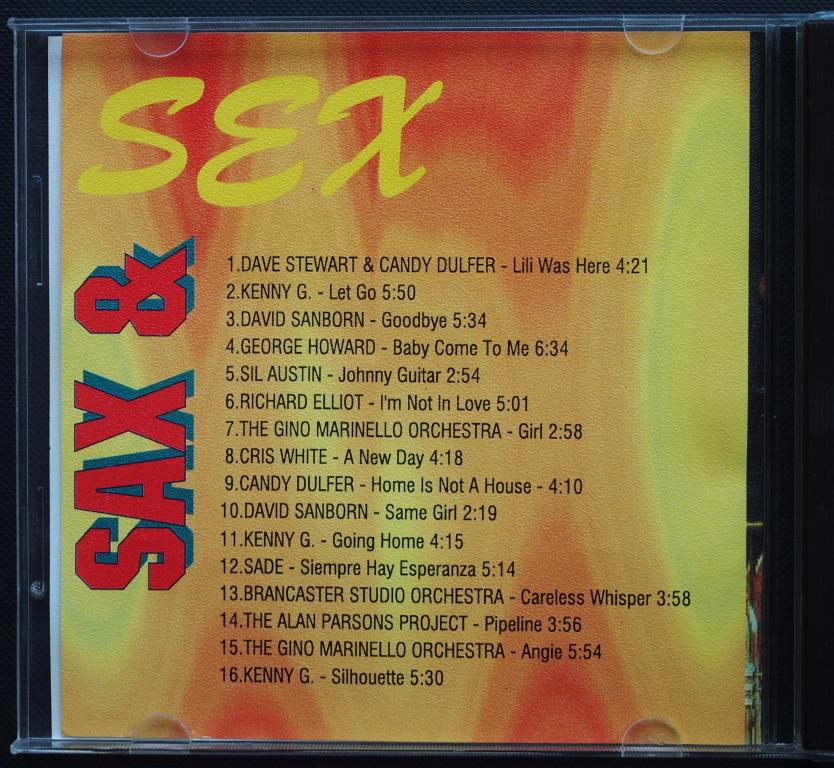 SEX
SAX &
1.DAVE STEWART & CANDY DULFER - Lili Was Here 4:21
2.KENNY G. - Let Go 5:50
3.DAVID SANBORN - Goodbye 5:34
4.GEORGE HOWARD - Baby Come To Me 6:34
5.SIL AUSTIN - Johnny Guitar 2:54
6.RICHARD ELLIOT - I'm Not In Love 5:01
7.THE GINO MARINELLO ORCHESTRA - Girl 2:58
8.CRIS WHITE - A New Day 4:18
9.CANDY DULFER - Home Is Not A House - 4:10
10.DAVID SANBORN - Same Girl 2:19
11.KENNY G. - Going Home 4:15
12.SADE - Siempre Hay Esperanza 5:14
13.BRANCASTER STUDIO ORCHESTRA - Careless Whisper 3:58
14.THE ALAN PARSONS PROJECT - Pipeline 3:56
15.THE GINO MARINELLO ORCHESTRA - Angie 5:54
16.KENNY G. - Silhouette 5:30